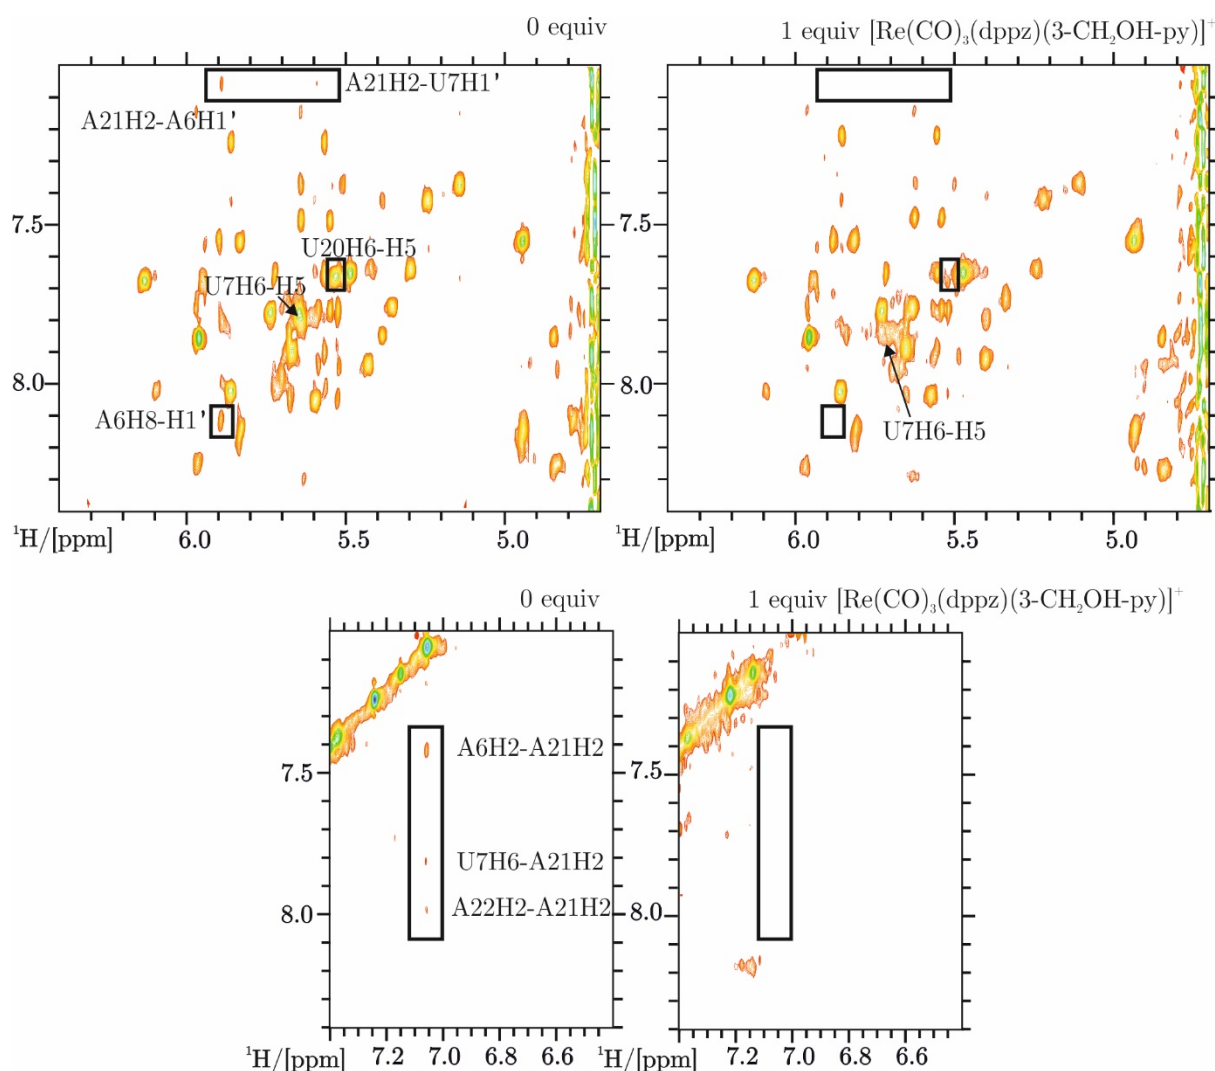 0 equiv
1 equiv [Re(CO)₃(dppz)(3-CH₂OH-py)]⁺
A21H2-U7H1'
A21H2-A6H1'
7.5
U20H6-H5
U7H6-H5
8.0
A6H8-H1'
¹H/[ppm]
6.0
5.5
5.0
7.5
8.0
U7H6-H5
¹H/[ppm]
6.0
5.5
5.0
0 equiv
1 equiv [Re(CO)₃(dppz)(3-CH₂OH-py)]⁺
A6H2-A21H2
7.5
U7H6-A21H2
A22H2-A21H2
8.0
¹H/[ppm]
7.2
7.0
6.8
6.6
7.5
8.0
¹H/[ppm]
7.2
7.0
6.8
6.6